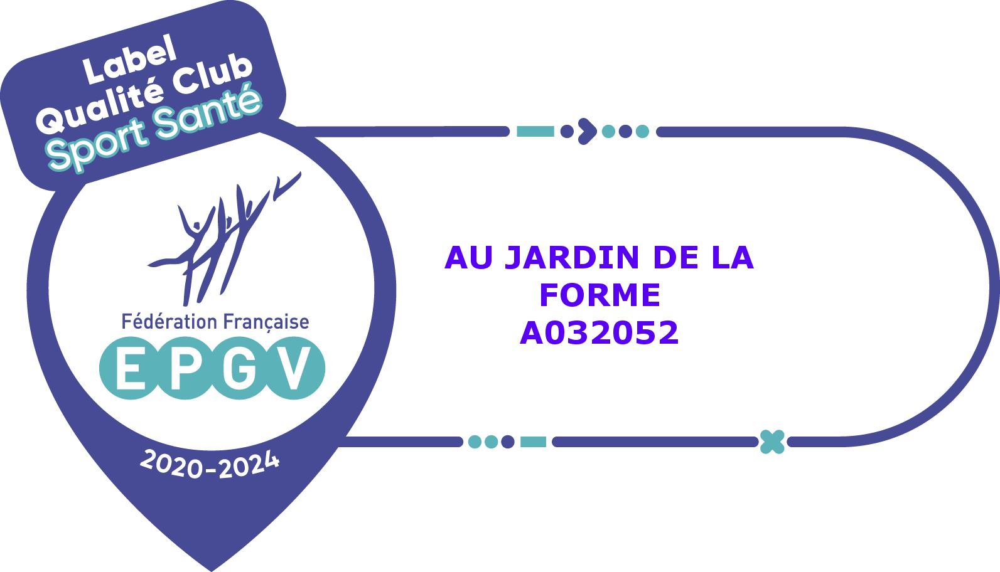 Label
Qualité Club
Sport Santé
Fédération Française
EPGV
2020-2024
AU JARDIN DE LA
FORME
A032052